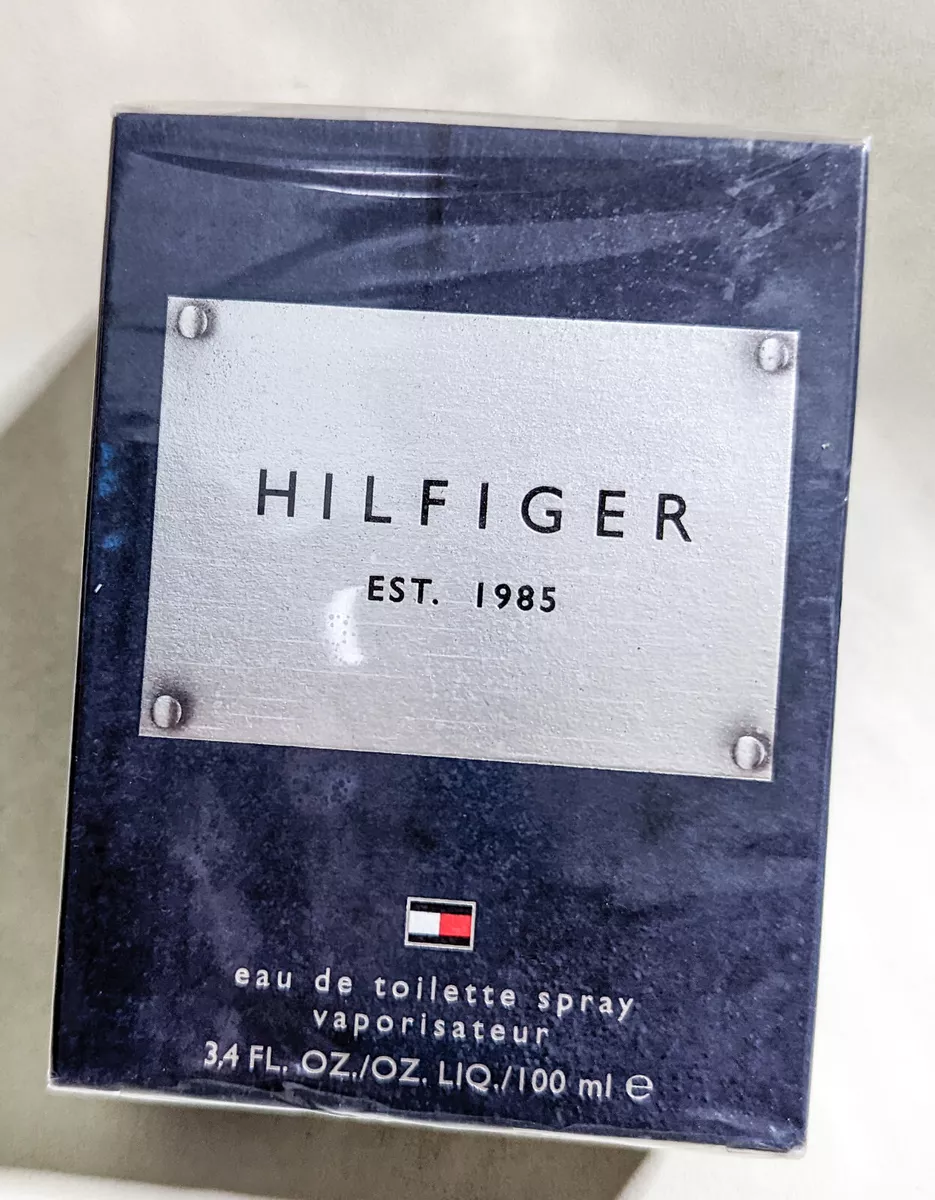 HILFIGER
EST. 1985
eau de toilette spray
vaporisateur
3,4 FL. OZ./OZ. LIQ./100 ml ℮